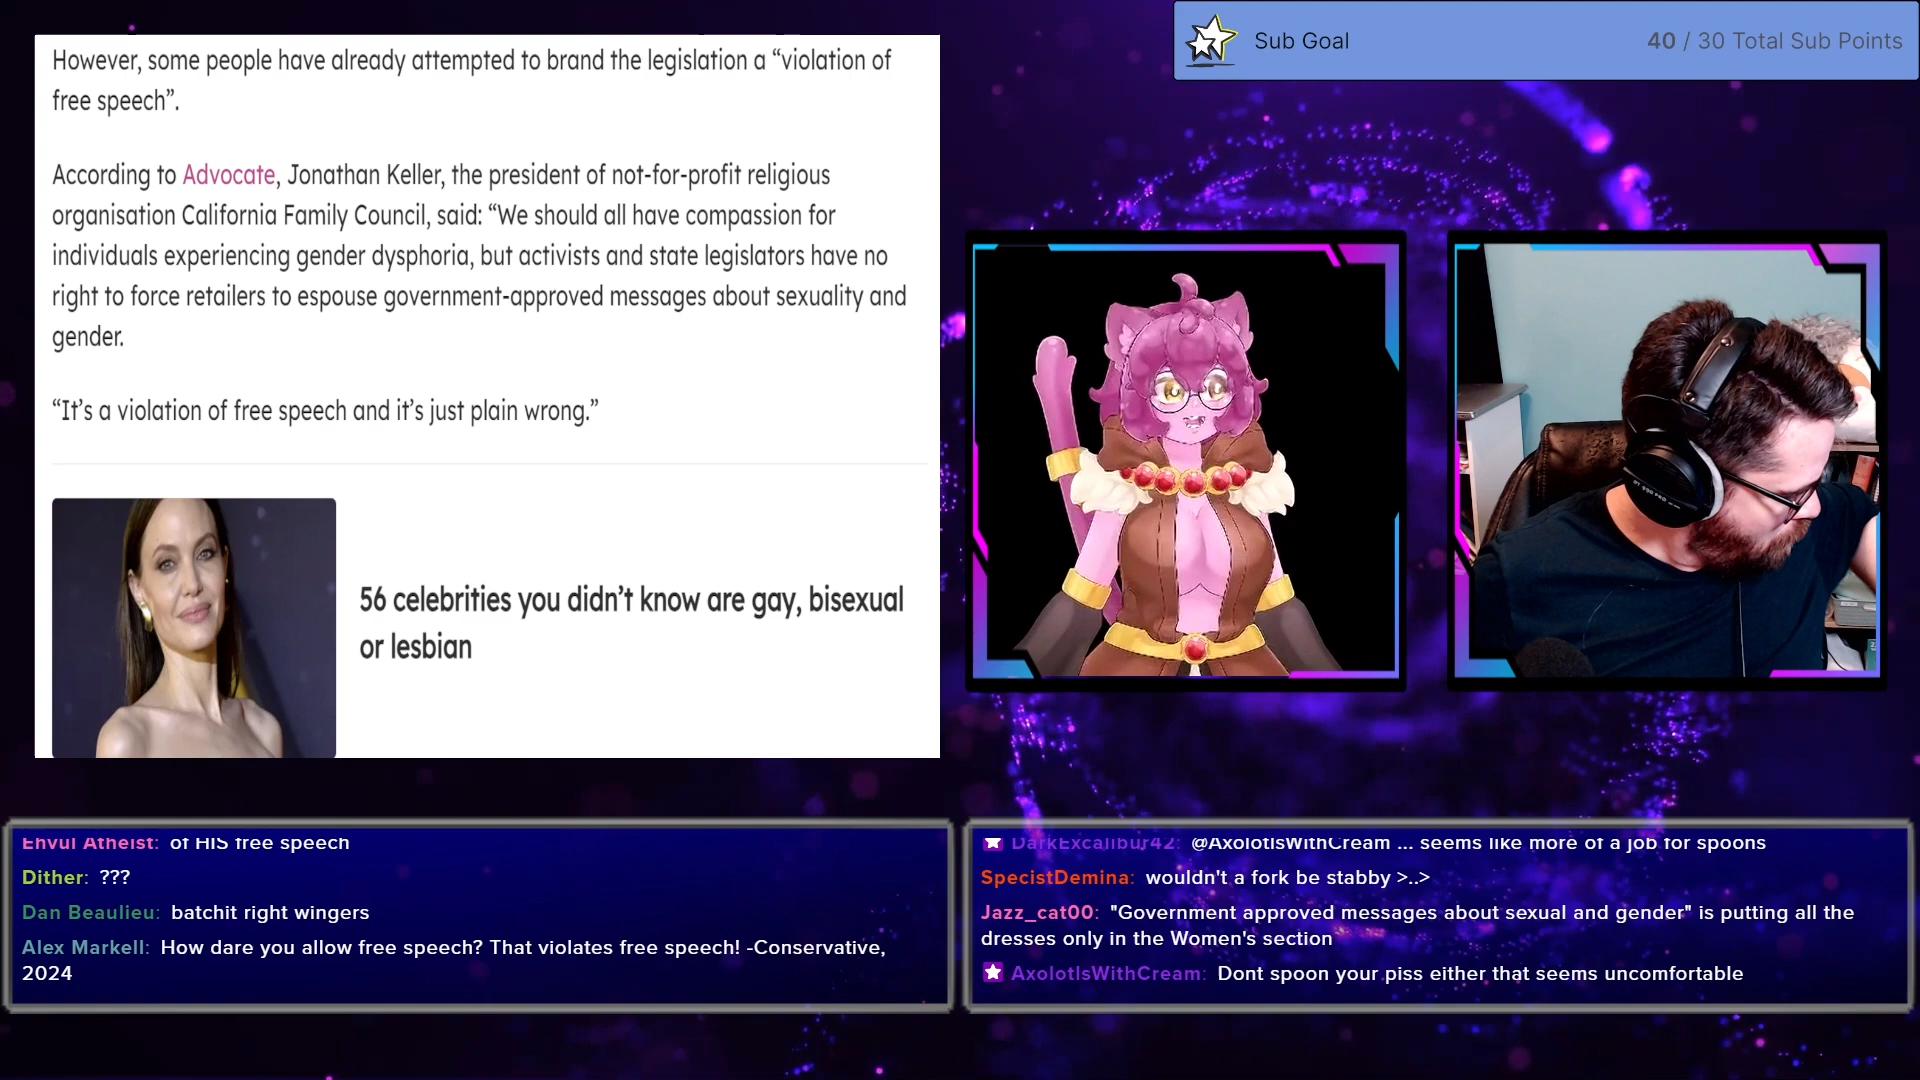 However, some people have already attempted to brand the legislation a “violation of
free speech”.
According to Advocate, Jonathan Keller, the president of not-for-profit religious
organisation California Family Council, said: “We should all have compassion for
individuals experiencing gender dysphoria, but activists and state legislators have no
right to force retailers to espouse government-approved messages about sexuality and
gender.
“It’s a violation of free speech and it’s just plain wrong.”
56 celebrities you didn’t know are gay, bisexual
or lesbian
Sub Goal
40 / 30 Total Sub Points
Envul Atheist: of HIS free speech
Dither: ???
Dan Beaulieu: batchit right wingers
Alex Markell: How dare you allow free speech? That violates free speech! -Conservative,
2024
DarkExcalibur42: @AxolotlsWithCream ... seems like more of a job for spoons
SpecistDemina: wouldn't a fork be stabby >..>
Jazz_cat00: "Government approved messages about sexual and gender" is putting all the
dresses only in the Women's section
AxolotlsWithCream: Dont spoon your piss either that seems uncomfortable